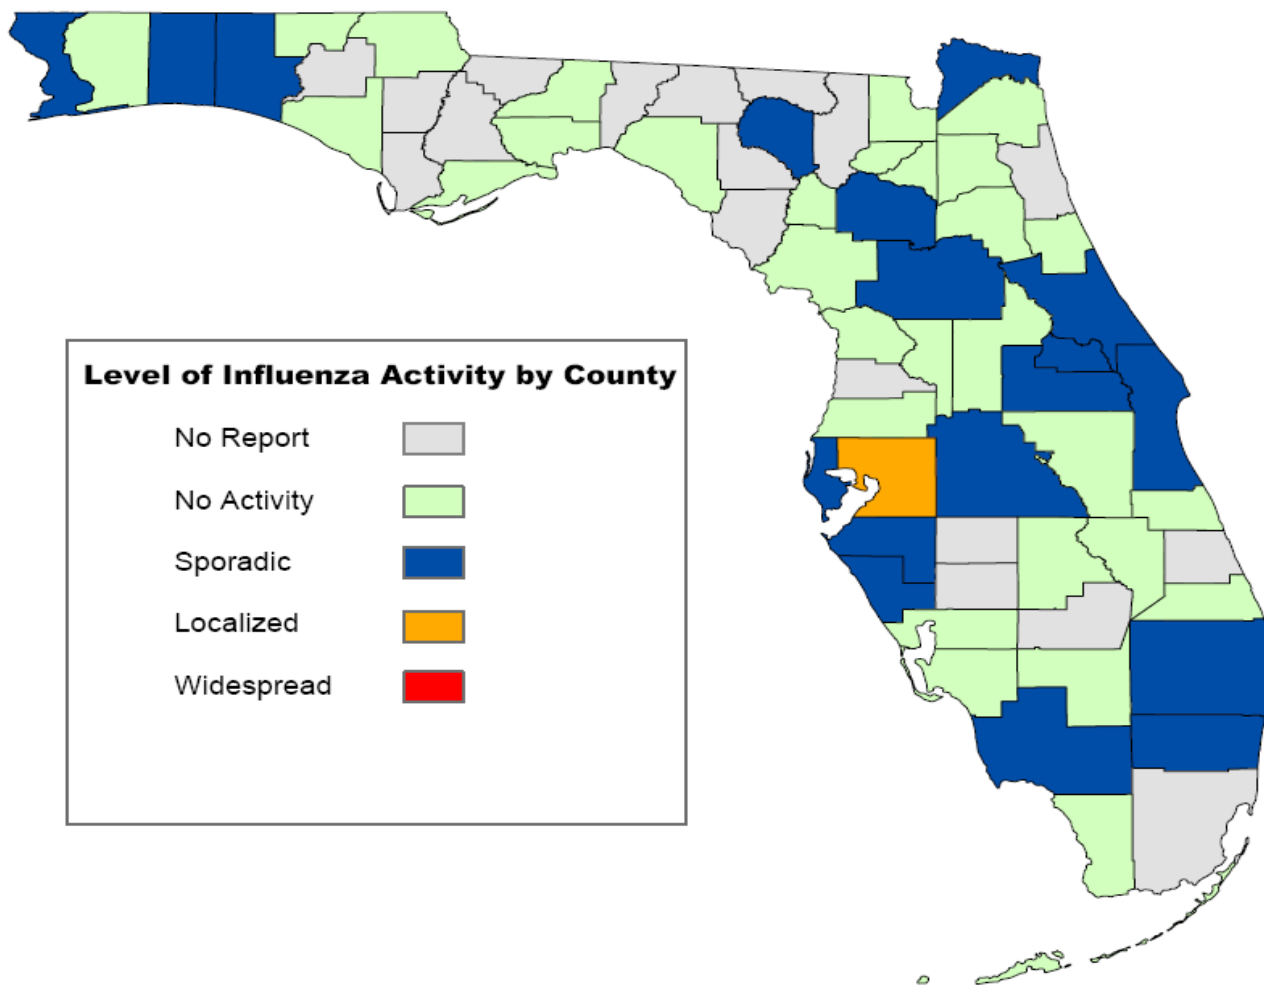 Level of Influenza Activity by County
No Report
No Activity
Sporadic
Localized
Widespread